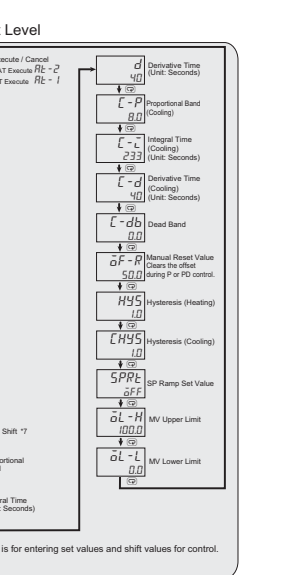 Level
ecute / Cancel
AT Execute At-2
T Execute At-1
d
40
Derivative Time
(Unit: Seconds)
C-P
8.0
Proportional Band
(Cooling)
C-i
233
Integral Time
(Cooling)
(Unit: Seconds)
C-d
40
Derivative Time
(Cooling)
(Unit: Seconds)
C-db
0.0
Dead Band
oF-R
50.0
Manual Reset Value
Clears the offset
during P or PD control.
HYS
1.0
Hysteresis (Heating)
CHYS
1.0
Hysteresis (Cooling)
SPRt
oFF
SP Ramp Set Value
oL-H
100.0
MV Upper Limit
oL-L
0.0
MV Lower Limit
Shift *7
ortional
ral Time
: Seconds)
is for entering set values and shift values for control.